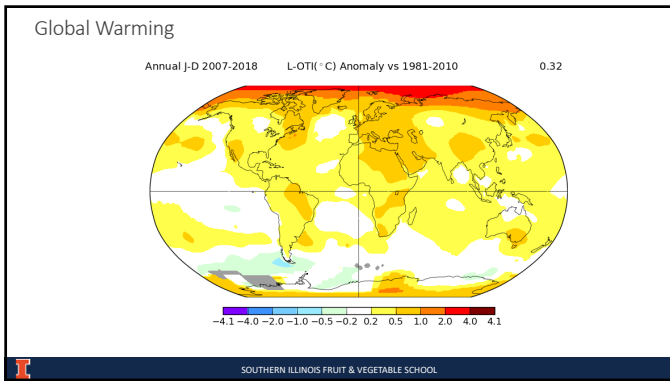 Global Warming
Annual J-D 2007-2018 L-OTI(°C) Anomaly vs 1981-2010 0.32
−4.1 −4.0 −2.0 −1.0 −0.5 −0.2 0.2 0.5 1.0 2.0 4.0 4.1
I SOUTHERN ILLINOIS FRUIT & VEGETABLE SCHOOL